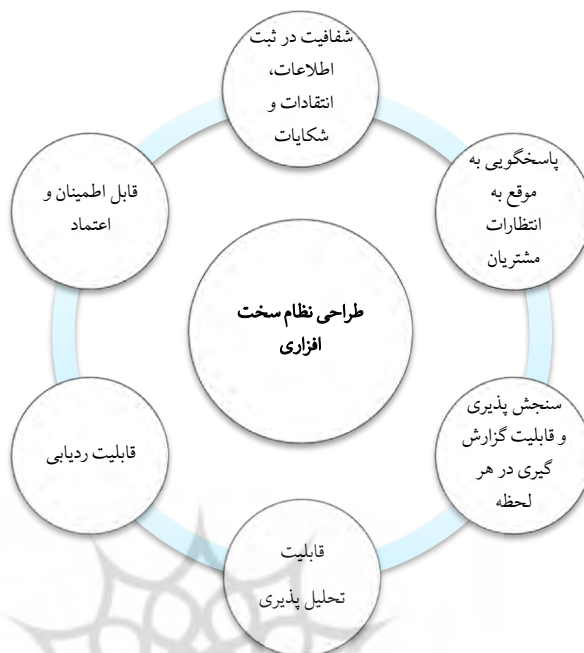 شفافیت در ثبت
اطلاعات،
انتقادات و
شکایات
پاسخگویی به
موقع به
انتظارات
مشتریان
سنجش پذیری
و قابلیت گزارش
گیری در هر
لحظه
قابلیت
تحلیل پذیری
قابلیت ردیابی
قابل اطمینان و
اعتماد
طراحی نظام سخت
افزاری